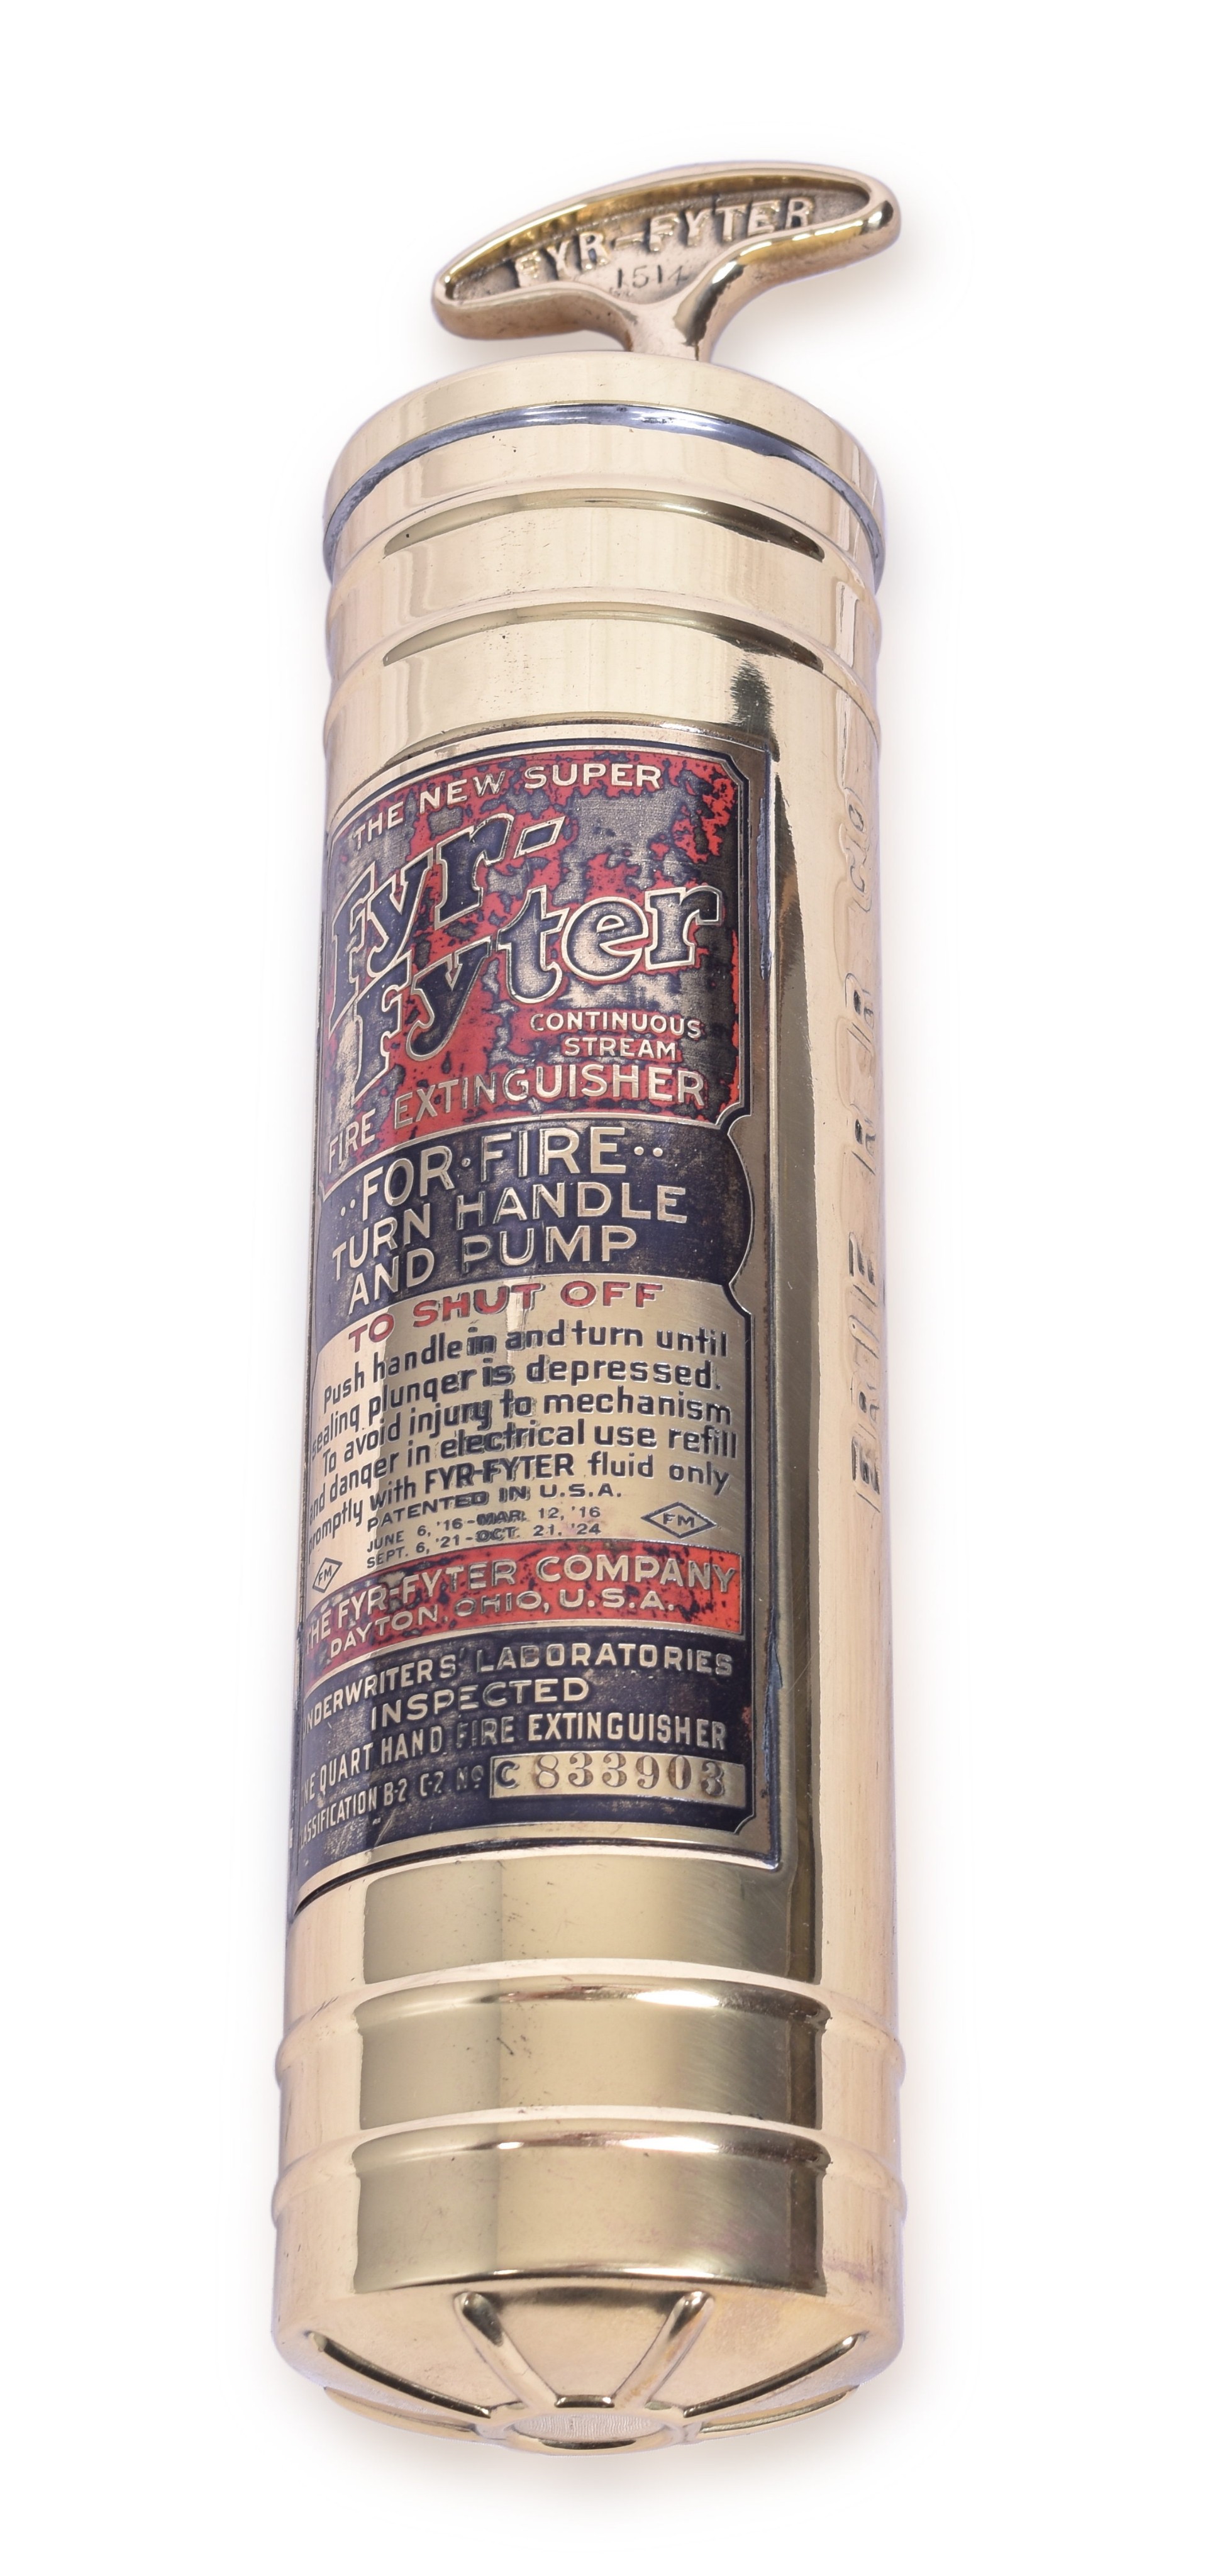 FYR-FYTER
1514
THE NEW SUPER
Fyr-
Fyter
CONTINUOUS
STREAM
FIRE EXTINGUISHER
··FOR·FIRE··
TURN HANDLE
AND PUMP
TO SHUT OFF
Push handle in and turn until
sealing plunger is depressed.
To avoid injury to mechanism
and danger in electrical use refill
promptly with FYR-FYTER fluid only
PATENTED IN U.S.A.
JUNE 6, '16-MAR. 12, '16
SEPT. 6, '21-OCT. 21, '24
FM
FM
THE FYR-FYTER COMPANY
DAYTON, OHIO, U.S.A.
UNDERWRITERS' LABORATORIES
INSPECTED
ONE QUART HAND FIRE EXTINGUISHER
CLASSIFICATION B-2 C-2 No C 833903
ERIE R.R. CO.